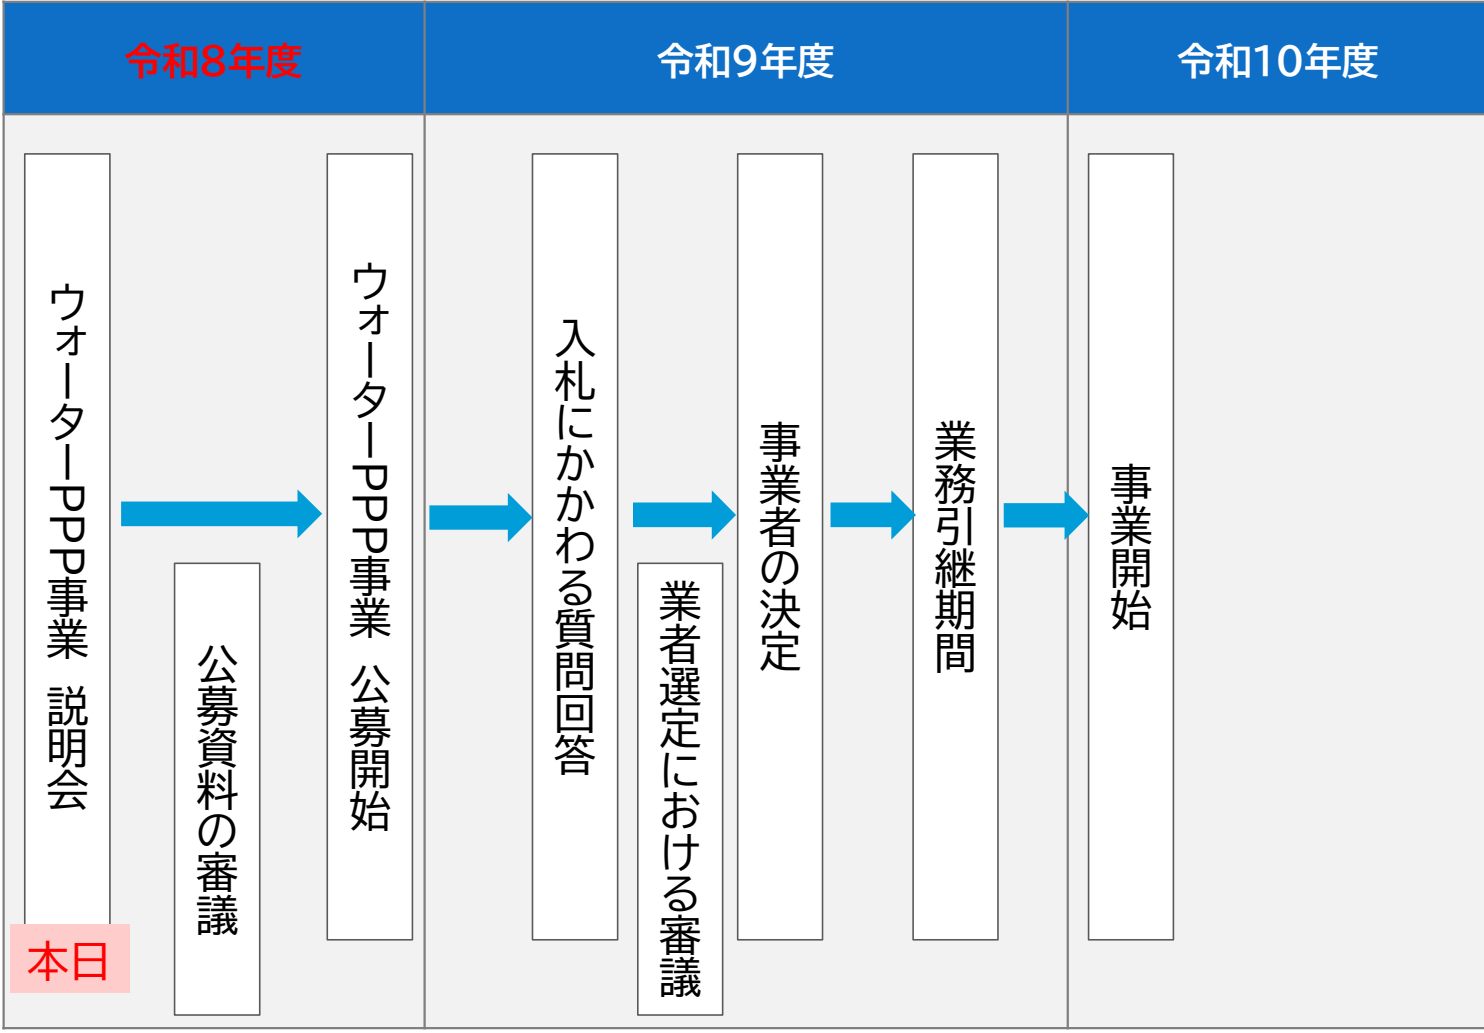 令和8年度
令和9年度
令和10年度
ウォーターPPP事業 説明会
本日
公募資料の審議
ウォーターPPP事業 公募開始
入札にかかわる質問回答
業者選定における審議
事業者の決定
業務引継期間
事業開始